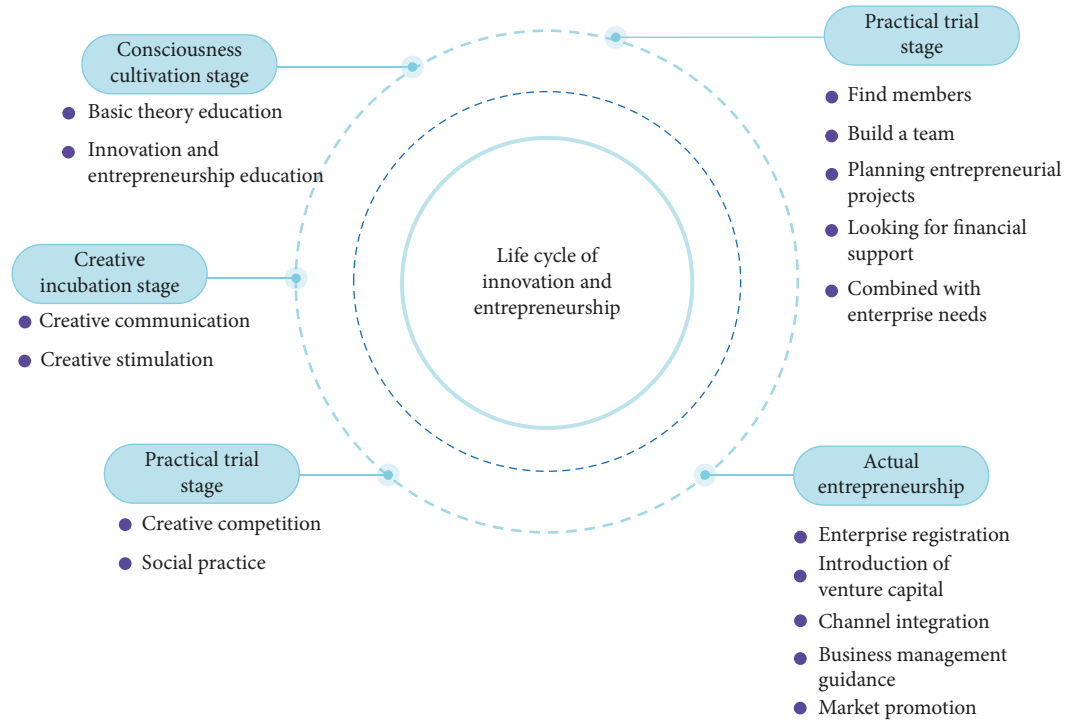 Consciousness
cultivation stage
Basic theory education
Innovation and
entrepreneurship education
Creative
incubation stage
Creative communication
Creative stimulation
Practical trial
stage
Creative competition
Social practice
Life cycle of
innovation and
entrepreneurship
Practical trial
stage
Find members
Build a team
Planning entrepreneurial
projects
Looking for financial
support
Combined with
enterprise needs
Actual
entrepreneurship
Enterprise registration
Introduction of
venture capital
Channel integration
Business management
guidance
Market promotion